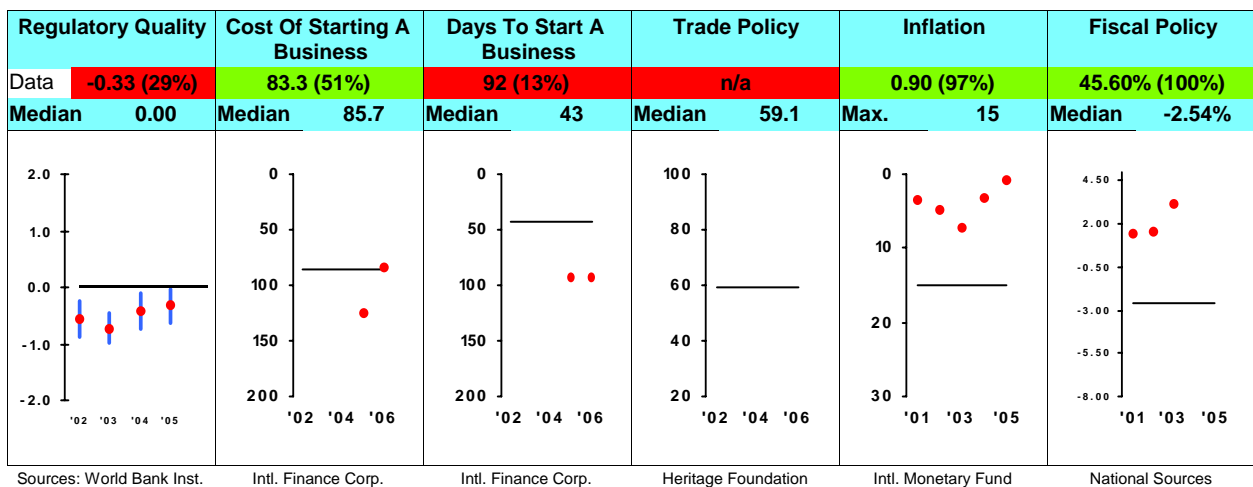 Regulatory Quality
Cost Of Starting A
Business
Days To Start A
Business
Trade Policy
Inflation
Fiscal Policy
Data -0.33 (29%) 83.3 (51%) 92 (13%) n/a 0.90 (97%) 45.60% (100%)
Median 0.00 Median 85.7 Median 43 Median 59.1 Max. 15 Median -2.54%
2.0
1.0
0.0
-1.0
-2.0
'02 '03 '04 '05
0
50
100
150
200
'02 '04 '06
0
50
100
150
200
'02 '04 '06
100
80
60
40
20
'02 '04 '06
0
10
15
20
30
'01 '03 '05
4.50
2.00
-0.50
-3.00
-5.50
-8.00
'01 '03 '05
Sources: World Bank Inst. Intl. Finance Corp. Intl. Finance Corp. Heritage Foundation Intl. Monetary Fund National Sources